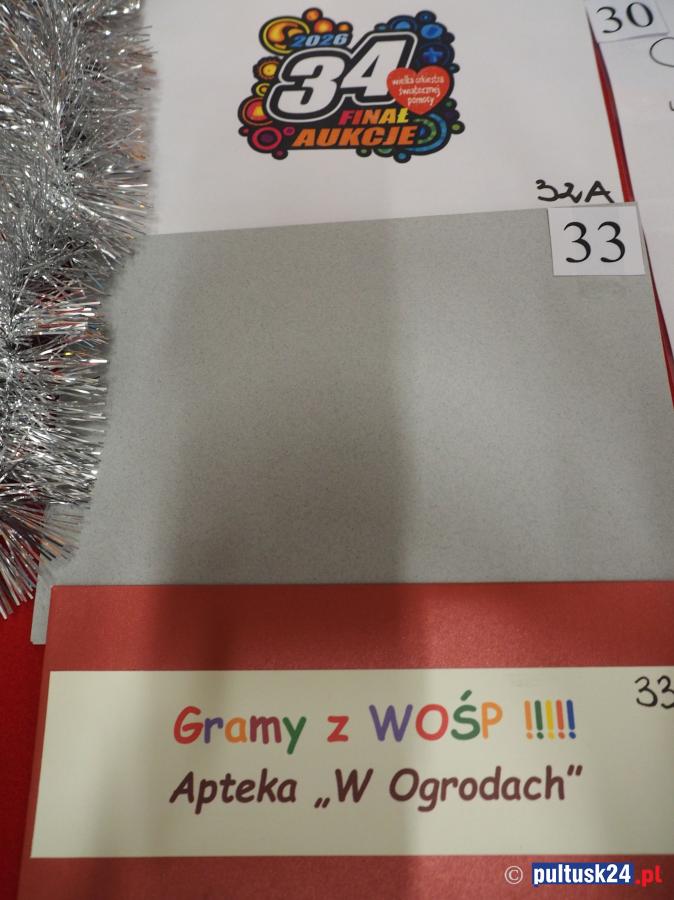 30
2026
34
wielka orkiestra
świątecznej
pomocy
FINAŁ
AUKCJE
32A
33
33
Gramy z WOŚP !!!!!
Apteka „W Ogrodach”
© pultusk24.pl